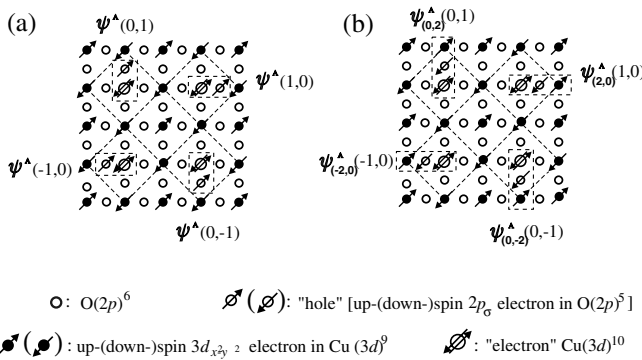 (a)
ψ▲(0,1)
ψ▲(1,0)
ψ▲(-1,0)
ψ▲(0,-1)
(b)
ψ▲(0,2)(0,1)
ψ▲(2,0)(1,0)
ψ▲(-2,0)(-1,0)
ψ▲(0,-2)(0,-1)
: O(2p)⁶
( ): "hole" [up-(down-)spin 2pσ electron in O(2p)⁵]
( ): up-(down-)spin 3dx²y² electron in Cu (3d)⁹
: "electron" Cu(3d)¹⁰